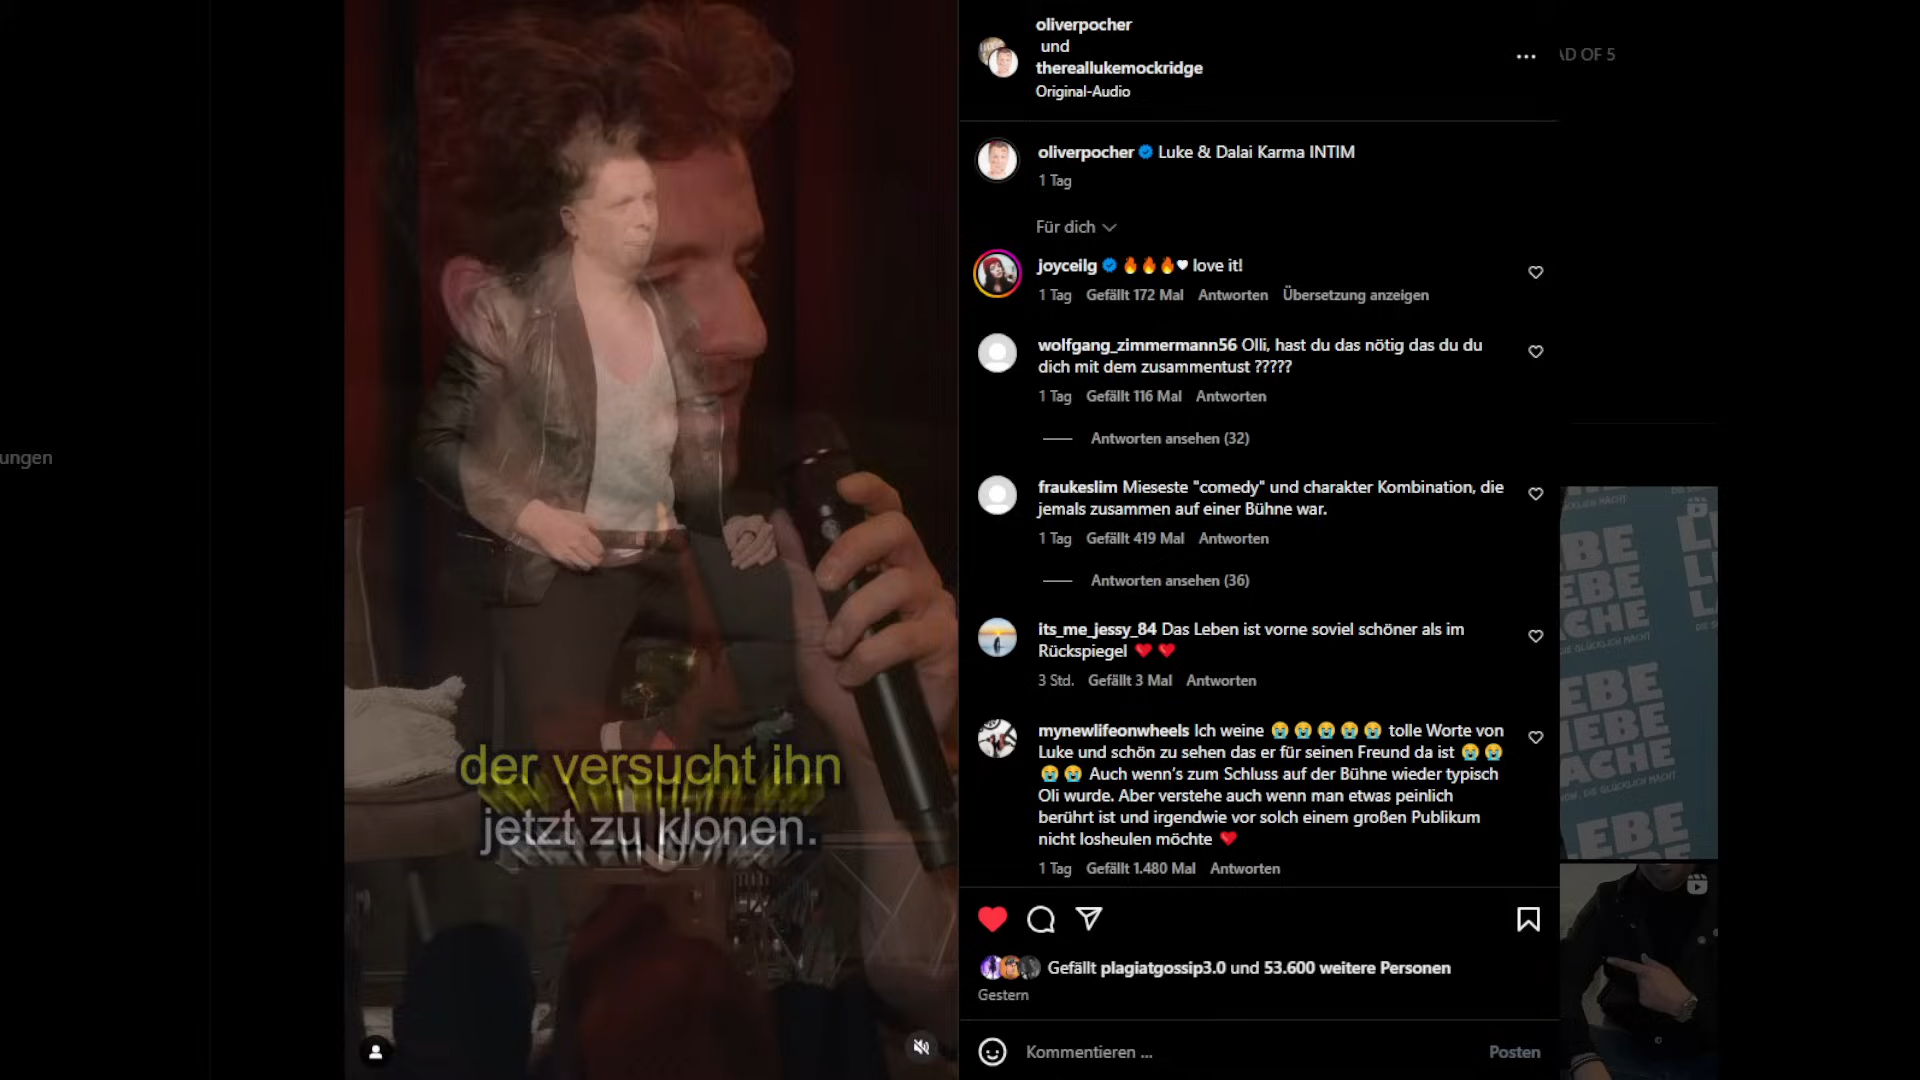 oliverpocher
und
thereallukemockridge
Original-Audio
AD OF 5
oliverpocher Luke & Dalai Karma INTIM
1 Tag
Für dich
joyceilg 🔥🔥🔥🤍 love it!
1 Tag Gefällt 172 Mal Antworten Übersetzung anzeigen
wolfgang_zimmermann56 Olli, hast du das nötig das du du
dich mit dem zusammentust ?????
1 Tag Gefällt 116 Mal Antworten
Antworten ansehen (32)
fraukeslim Mieseste "comedy" und charakter Kombination, die
jemals zusammen auf einer Bühne war.
1 Tag Gefällt 419 Mal Antworten
Antworten ansehen (36)
its_me_jessy_84 Das Leben ist vorne soviel schöner als im
Rückspiegel ❤️ ❤️
3 Std. Gefällt 3 Mal Antworten
mynewlifeonwheels Ich weine 😭😭😭😭😭 tolle Worte von
Luke und schön zu sehen das er für seinen Freund da ist 😭😭
😭😭 Auch wenn's zum Schluss auf der Bühne wieder typisch
Oli wurde. Aber verstehe auch wenn man etwas peinlich
berührt ist und irgendwie vor solch einem großen Publikum
nicht losheulen möchte ❤️
1 Tag Gefällt 1.480 Mal Antworten
Gefällt plagiatgossip3.0 und 53.600 weitere Personen
Gestern
Kommentieren ...
Posten
der versucht ihn
jetzt zu klonen.
ungen